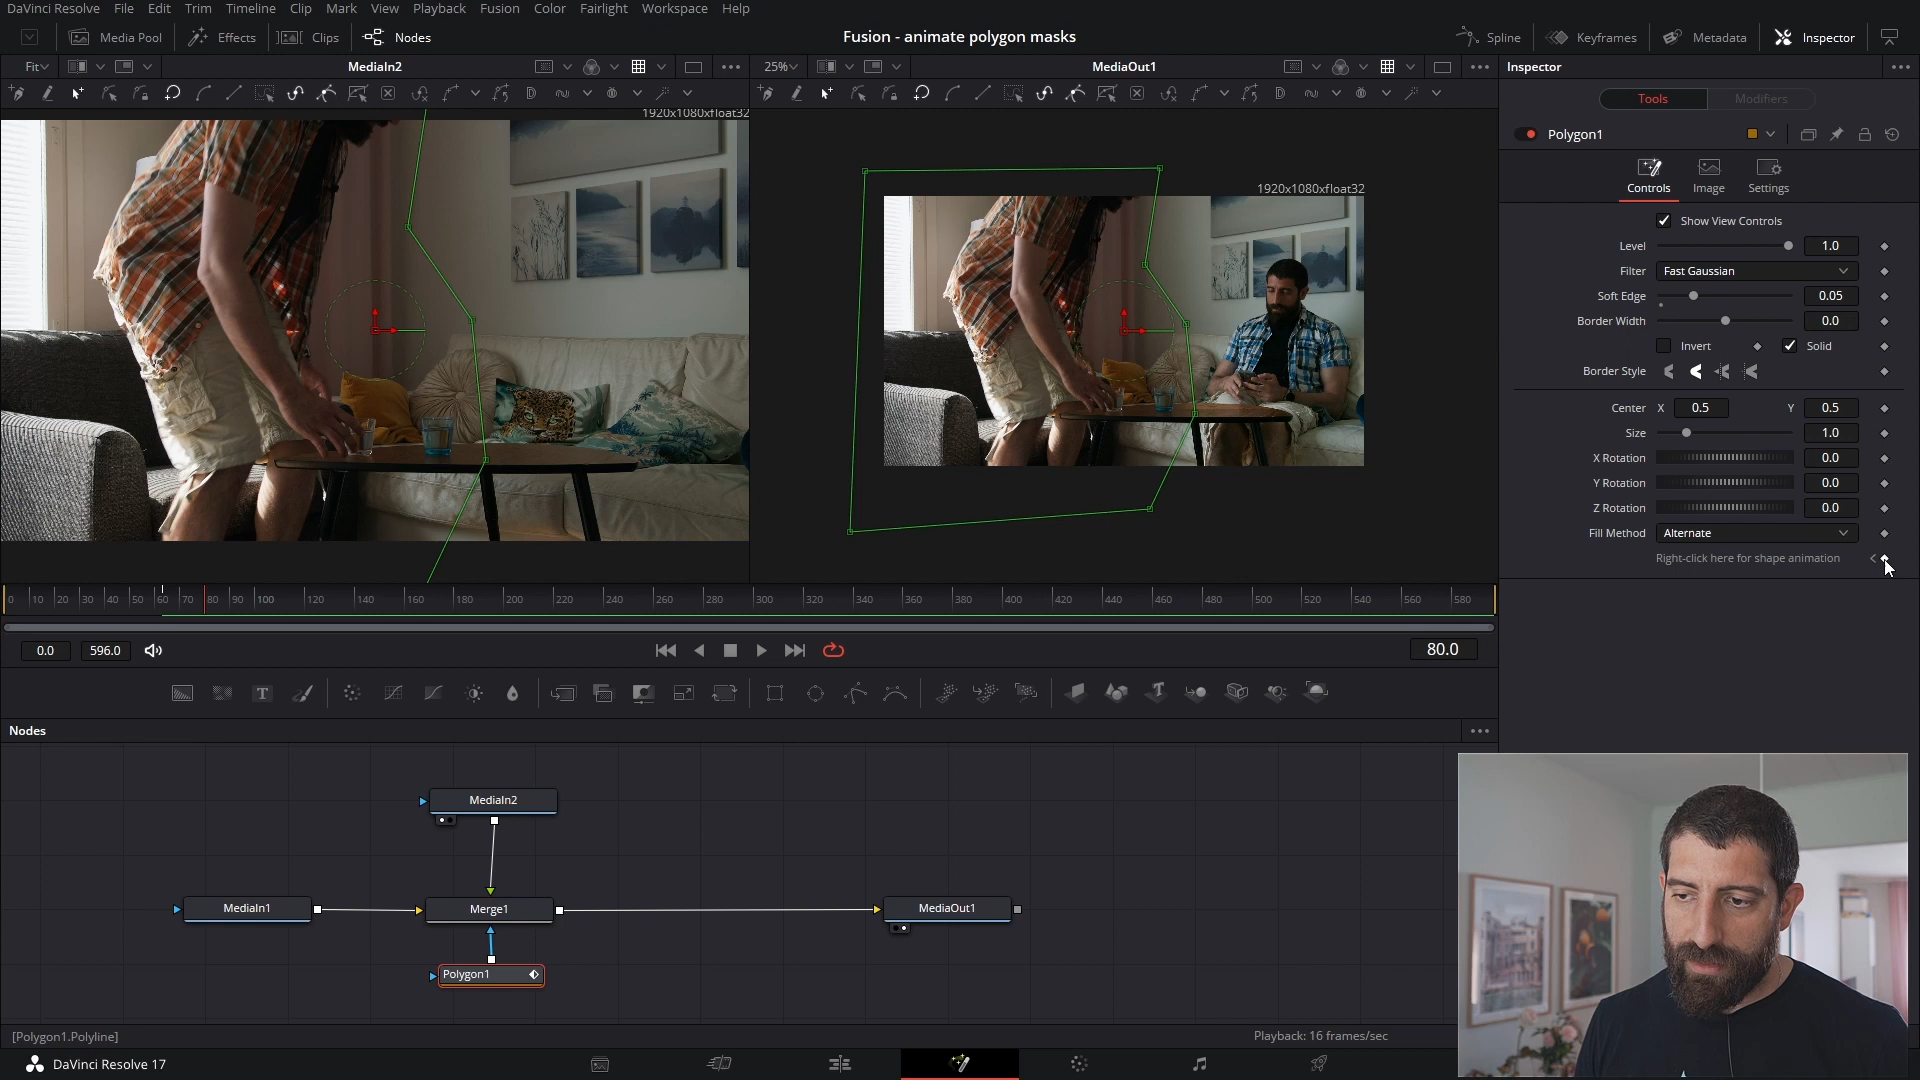 DaVinci Resolve File Edit Trim Timeline Clip Mark View Playback Fusion Color Fairlight Workspace Help
Media Pool Effects Clips Nodes Fusion - animate polygon masks Spline Keyframes Metadata Inspector
Fit MediaIn2 25% MediaOut1 Inspector
Tools Modifiers
1920x1080xfloat32
Polygon1
Controls Image Settings
1920x1080xfloat32
Show View Controls
Level 1.0
Filter Fast Gaussian
Soft Edge 0.05
Border Width 0.0
Invert Solid
Border Style
Center X 0.5 Y 0.5
Size 1.0
X Rotation 0.0
Y Rotation 0.0
Z Rotation 0.0
Fill Method Alternate
Right-click here for shape animation
0 10 20 30 40 50 60 70 80 90 100 120 140 160 180 200 220 240 260 280 300 320 340 360 380 400 420 440 460 480 500 520 540 560 580
0.0 596.0 80.0
T T
Nodes
MediaIn2
MediaIn1 Merge1 MediaOut1
Polygon1
[Polygon1.Polyline] Playback: 16 frames/sec
DaVinci Resolve 17